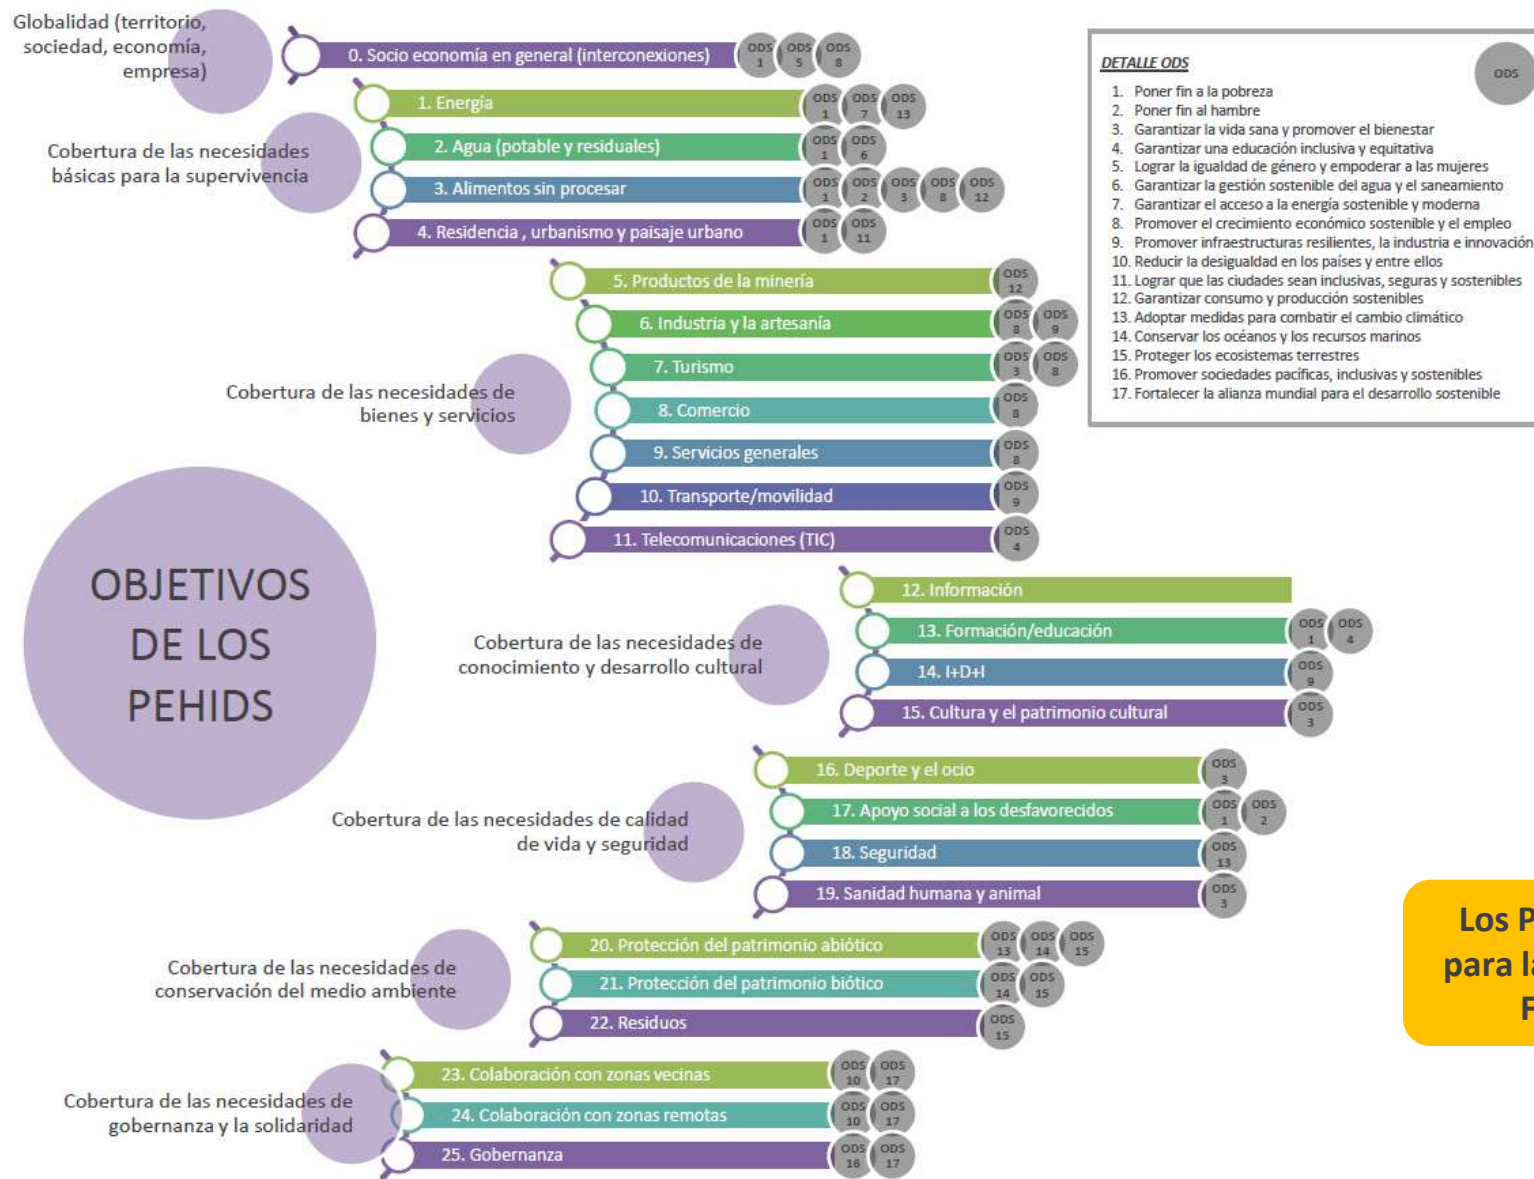 Globalidad (territorio,
sociedad, economía,
empresa)
0. Socio economía en general (interconexiones)
ODS 1
ODS 5
ODS 8
Cobertura de las necesidades
básicas para la supervivencia
1. Energía
ODS 1
ODS 7
ODS 13
2. Agua (potable y residuales)
ODS 1
ODS 6
3. Alimentos sin procesar
ODS 1
ODS 2
ODS 3
ODS 8
ODS 12
4. Residencia , urbanismo y paisaje urbano
ODS 1
ODS 11
Cobertura de las necesidades de
bienes y servicios
5. Productos de la minería
ODS 12
6. Industria y la artesanía
ODS 8
ODS 9
7. Turismo
ODS 3
ODS 8
8. Comercio
ODS 8
9. Servicios generales
ODS 8
10. Transporte/movilidad
ODS 9
11. Telecomunicaciones (TIC)
ODS 4
OBJETIVOS
DE LOS
PEHIDS
Cobertura de las necesidades de
conocimiento y desarrollo cultural
12. Información
13. Formación/educación
ODS 1
ODS 4
14. I+D+I
ODS 9
15. Cultura y el patrimonio cultural
ODS 3
Cobertura de las necesidades de calidad
de vida y seguridad
16. Deporte y el ocio
ODS 3
17. Apoyo social a los desfavorecidos
ODS 1
ODS 2
18. Seguridad
ODS 13
19. Sanidad humana y animal
ODS 3
Cobertura de las necesidades de
conservación del medio ambiente
20. Protección del patrimonio abiótico
ODS 13
ODS 14
ODS 15
21. Protección del patrimonio biótico
ODS 14
ODS 15
22. Residuos
ODS 15
Cobertura de las necesidades de
gobernanza y la solidaridad
23. Colaboración con zonas vecinas
ODS 10
ODS 17
24. Colaboración con zonas remotas
ODS 10
ODS 17
25. Gobernanza
ODS 16
ODS 17
DETALLE ODS
ODS
1. Poner fin a la pobreza
2. Poner fin al hambre
3. Garantizar la vida sana y promover el bienestar
4. Garantizar una educación inclusiva y equitativa
5. Lograr la igualdad de género y empoderar a las mujeres
6. Garantizar la gestión sostenible del agua y el saneamiento
7. Garantizar el acceso a la energía sostenible y moderna
8. Promover el crecimiento económico sostenible y el empleo
9. Promover infraestructuras resilientes, la industria e innovación
10. Reducir la desigualdad en los países y entre ellos
11. Lograr que las ciudades sean inclusivas, seguras y sostenibles
12. Garantizar consumo y producción sostenibles
13. Adoptar medidas para combatir el cambio climático
14. Conservar los océanos y los recursos marinos
15. Proteger los ecosistemas terrestres
16. Promover sociedades pacíficas, inclusivas y sostenibles
17. Fortalecer la alianza mundial para el desarrollo sostenible
Los
para